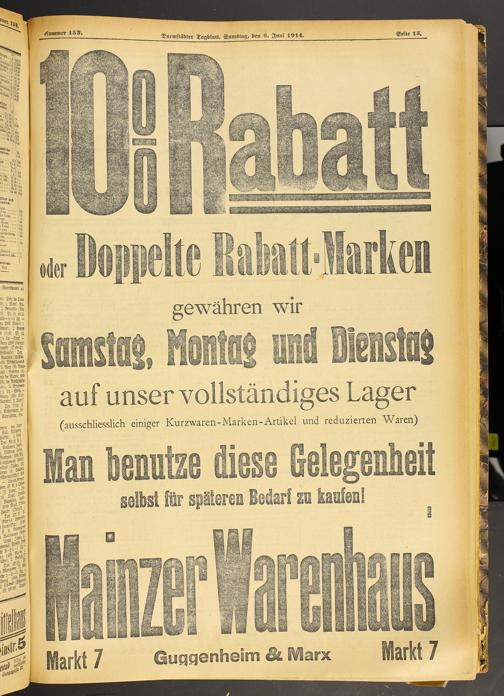 Nummer 153.
Darmstädter Tagblatt, Samstag, den 6. Juni 1914.
Seite 15.
10% Rabatt
oder Doppelte Rabatt-Marken
gewähren wir
Samstag, Montag und Dienstag
auf unser vollständiges Lager
(ausschliesslich einiger Kurzwaren-Marken-Artikel und reduzierten Waren)
Man benutze diese Gelegenheit
selbst für späteren Bedarf zu kaufen!
Mainzer Warenhaus
Markt 7 Guggenheim & Marx Markt 7